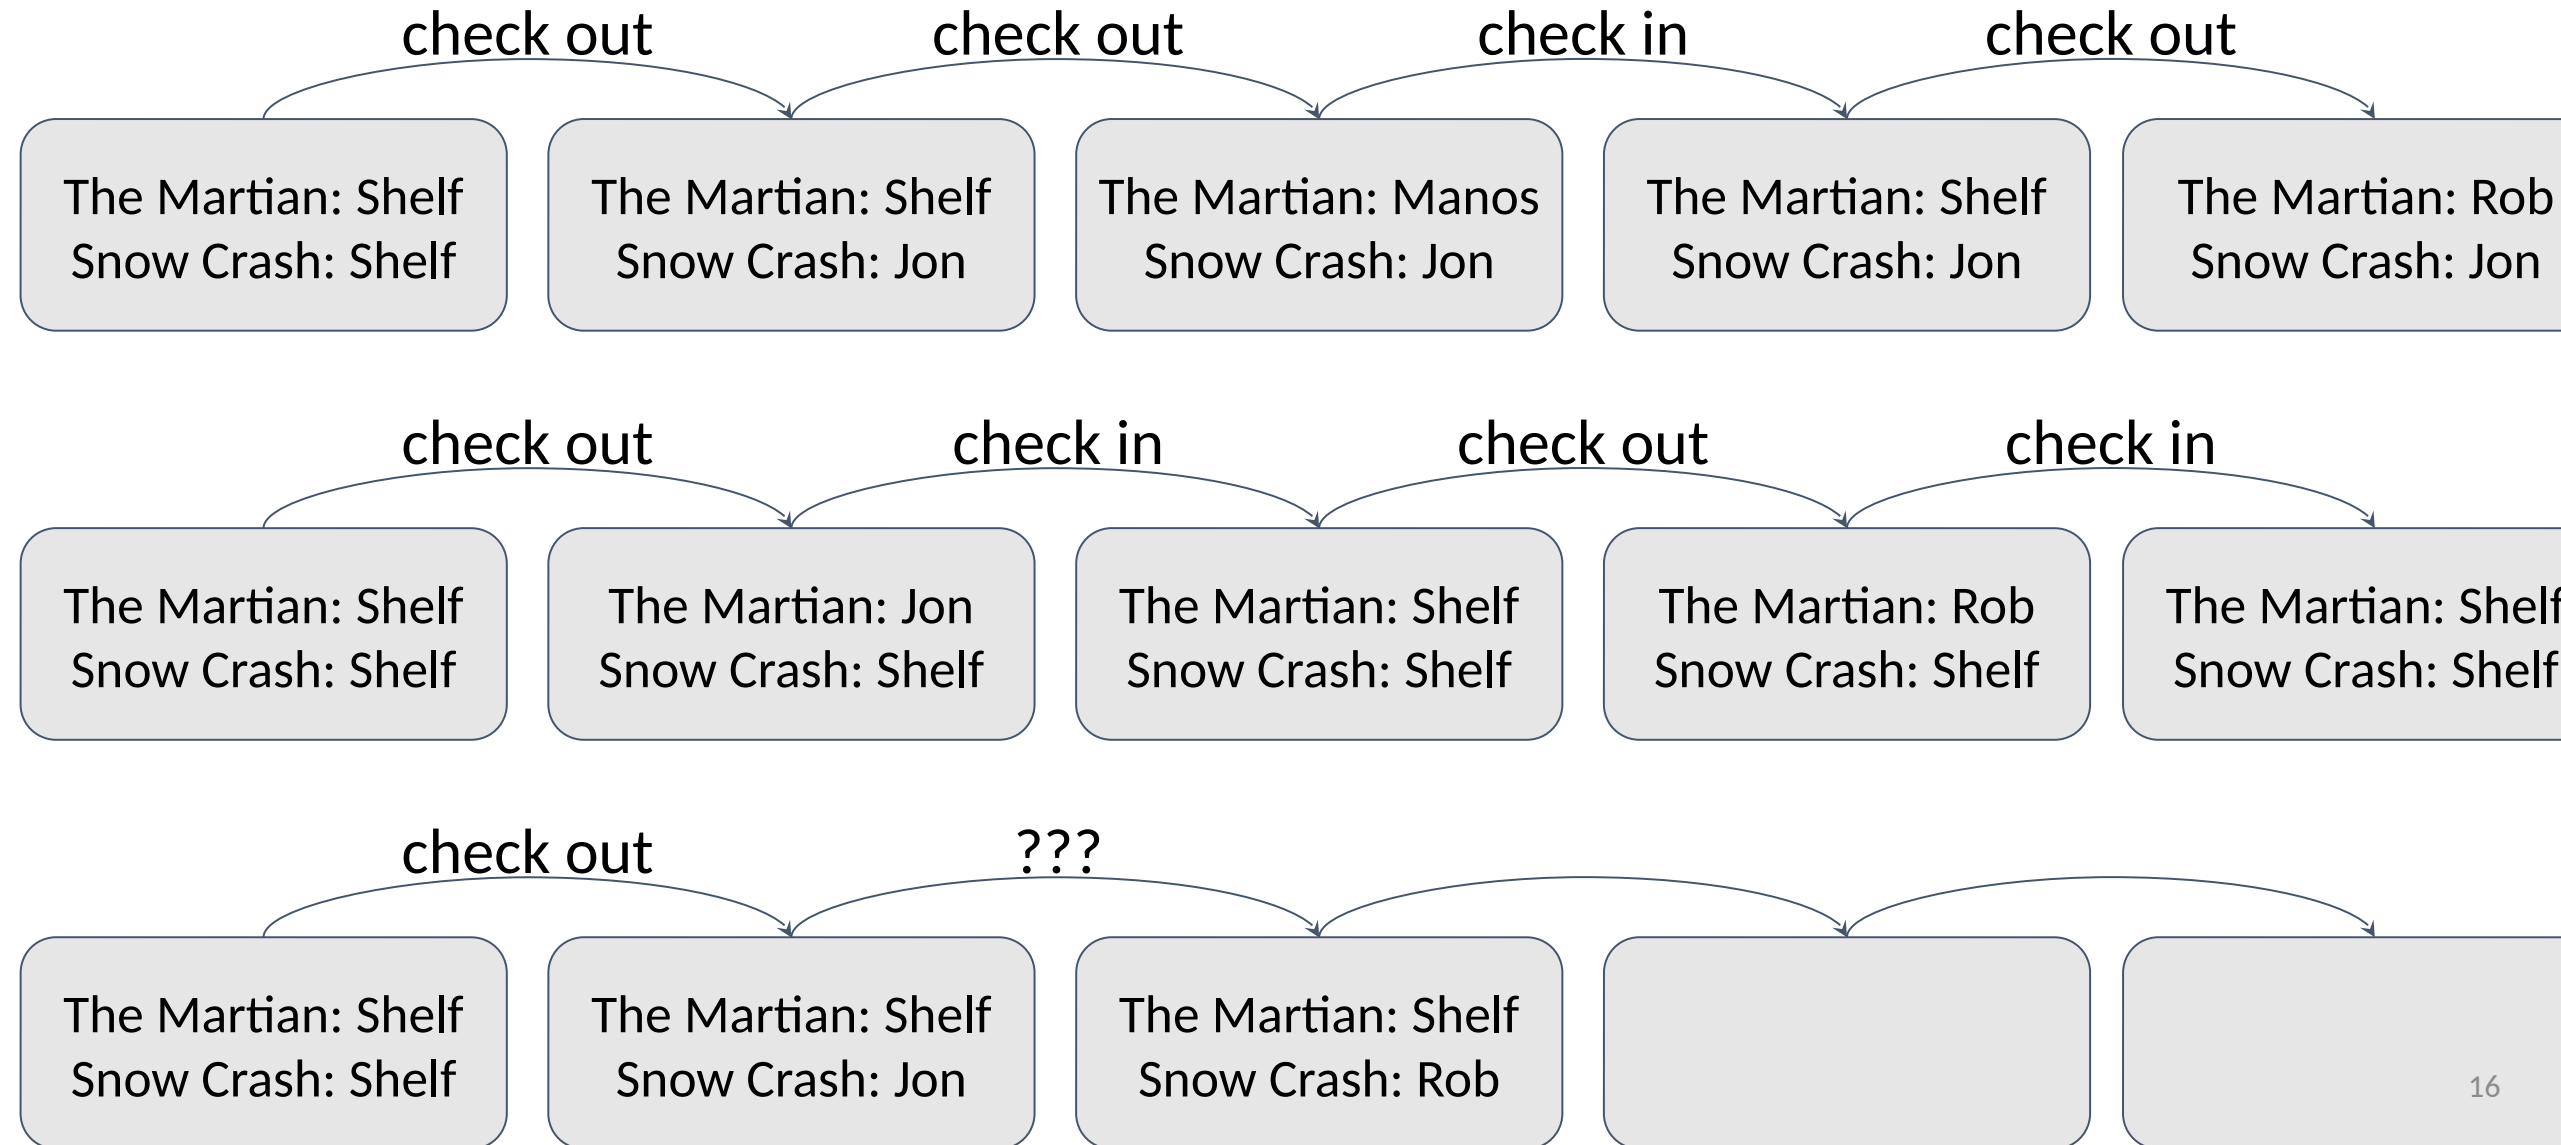 check out
check out
check in
check out
The Martian: Shelf
Snow Crash: Shelf
The Martian: Shelf
Snow Crash: Jon
The Martian: Manos
Snow Crash: Jon
The Martian: Shelf
Snow Crash: Jon
The Martian: Rob
Snow Crash: Jon
check out
check in
check out
check in
The Martian: Shelf
Snow Crash: Shelf
The Martian: Jon
Snow Crash: Shelf
The Martian: Shelf
Snow Crash: Shelf
The Martian: Rob
Snow Crash: Shelf
The Martian: Shelf
Snow Crash: Shelf
check out
???
The Martian: Shelf
Snow Crash: Shelf
The Martian: Shelf
Snow Crash: Jon
The Martian: Shelf
Snow Crash: Rob
16